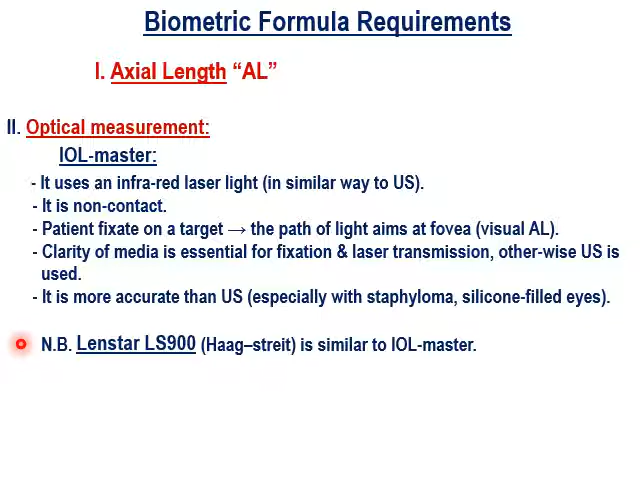 Biometric Formula Requirements
I. Axial Length “AL”
II. Optical measurement:
IOL-master:
- It uses an infra-red laser light (in similar way to US).
- It is non-contact.
- Patient fixate on a target → the path of light aims at fovea (visual AL).
- Clarity of media is essential for fixation & laser transmission, other-wise US is
used.
- It is more accurate than US (especially with staphyloma, silicone-filled eyes).
N.B. Lenstar LS900 (Haag–streit) is similar to IOL-master.